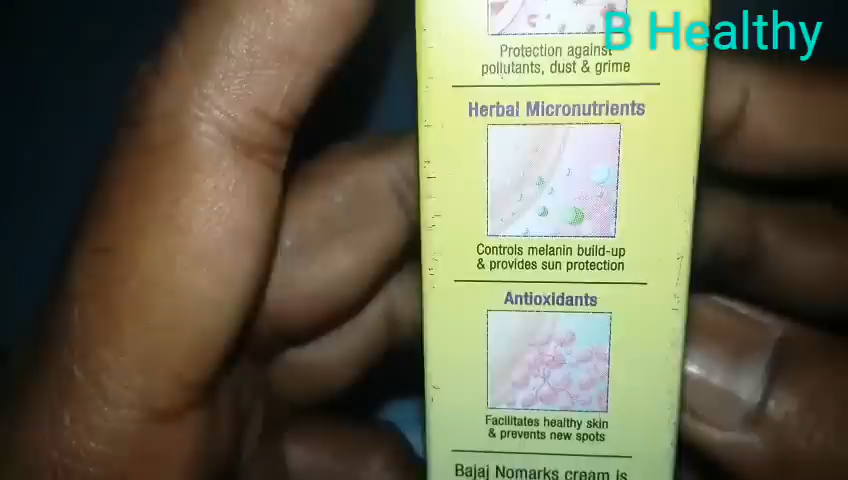 B Healthy
Protection against
pollutants, dust & grime
Herbal Micronutrients
Controls melanin build-up
& provides sun protection
Antioxidants
Facilitates healthy skin
& prevents new spots
Bajaj Nomarks cream is